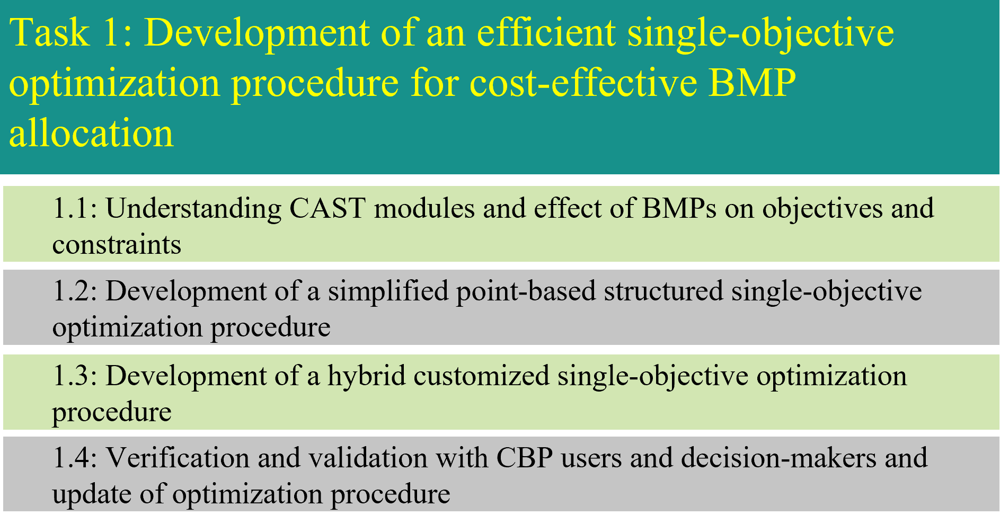 Task 1: Development of an efficient single-objective
optimization procedure for cost-effective BMP
allocation
1.1: Understanding CAST modules and effect of BMPs on objectives and
constraints
1.2: Development of a simplified point-based structured single-objective
optimization procedure
1.3: Development of a hybrid customized single-objective optimization
procedure
1.4: Verification and validation with CBP users and decision-makers and
update of optimization procedure